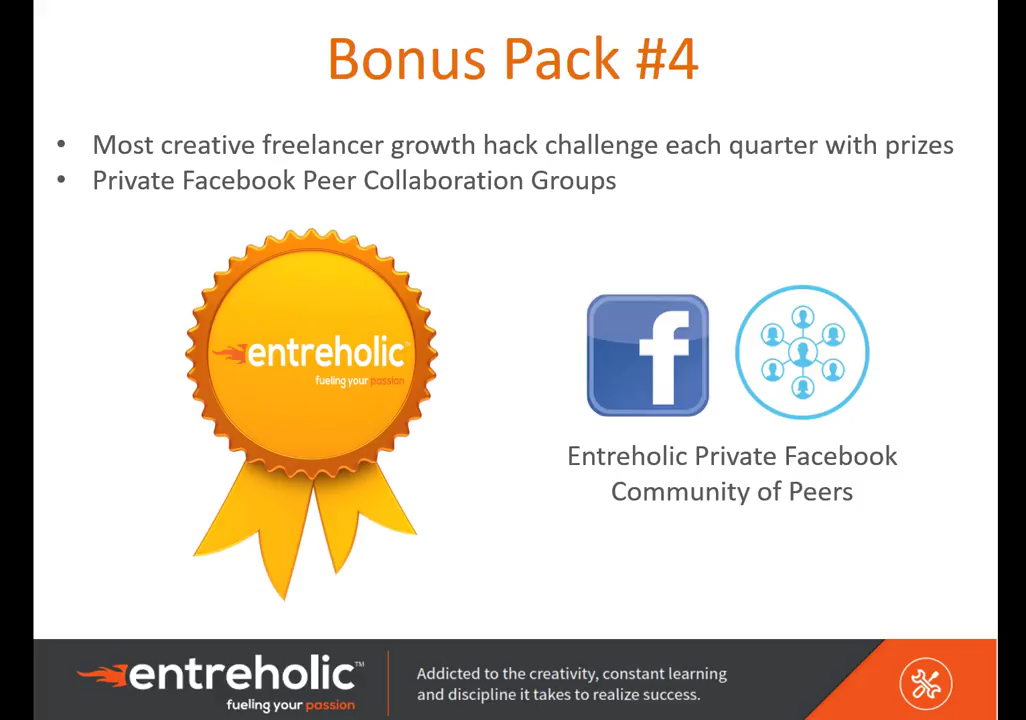 Bonus Pack #4
• Most creative freelancer growth hack challenge each quarter with prizes
• Private Facebook Peer Collaboration Groups
entreholic™
fueling your passion
f
Entreholic Private Facebook
Community of Peers
entreholic™
fueling your passion
Addicted to the creativity, constant learning
and discipline it takes to realize success.